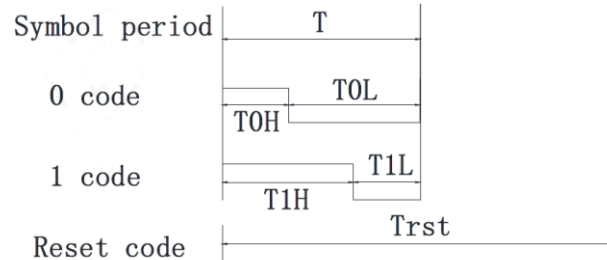 Symbol period T
0 code T0H T0L
1 code T1H T1L
Reset code Trst